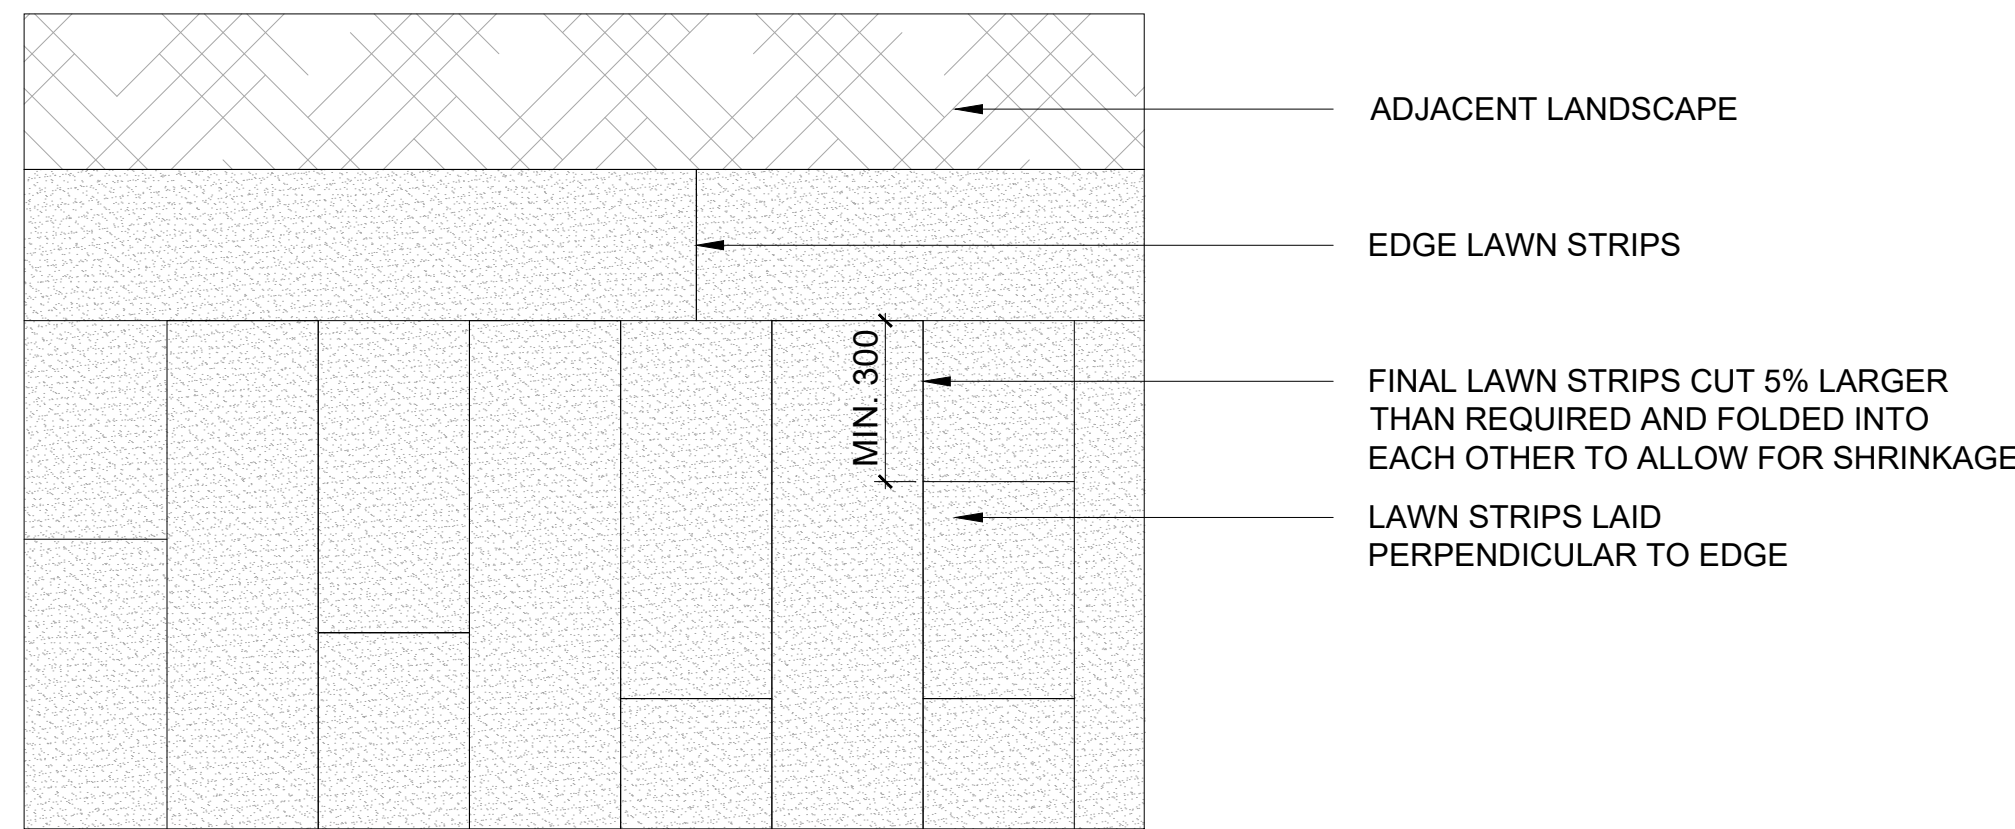 ADJACENT LANDSCAPE
EDGE LAWN STRIPS
MIN. 300
FINAL LAWN STRIPS CUT 5% LARGER
THAN REQUIRED AND FOLDED INTO
EACH OTHER TO ALLOW FOR SHRINKAGE
LAWN STRIPS LAID
PERPENDICULAR TO EDGE